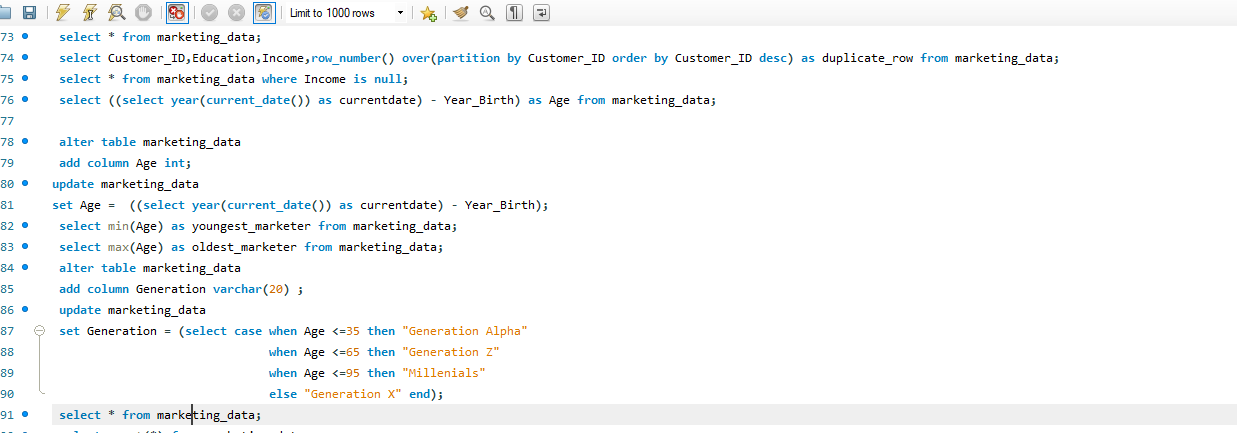 Limit to 1000 rows
73 select * from marketing_data;
74 select Customer_ID,Education,Income,row_number() over(partition by Customer_ID order by Customer_ID desc) as duplicate_row from marketing_data;
75 select * from marketing_data where Income is null;
76 select ((select year(current_date()) as currentdate) - Year_Birth) as Age from marketing_data;
77
78 alter table marketing_data
79 add column Age int;
80 update marketing_data
81 set Age =  ((select year(current_date()) as currentdate) - Year_Birth);
82 select min(Age) as youngest_marketer from marketing_data;
83 select max(Age) as oldest_marketer from marketing_data;
84 alter table marketing_data
85 add column Generation varchar(20) ;
86 update marketing_data
87 set Generation = (select case when Age <=35 then "Generation Alpha"
88 when Age <=65 then "Generation Z"
89 when Age <=95 then "Millenials"
90 else "Generation X" end);
91 select * from marketing_data;